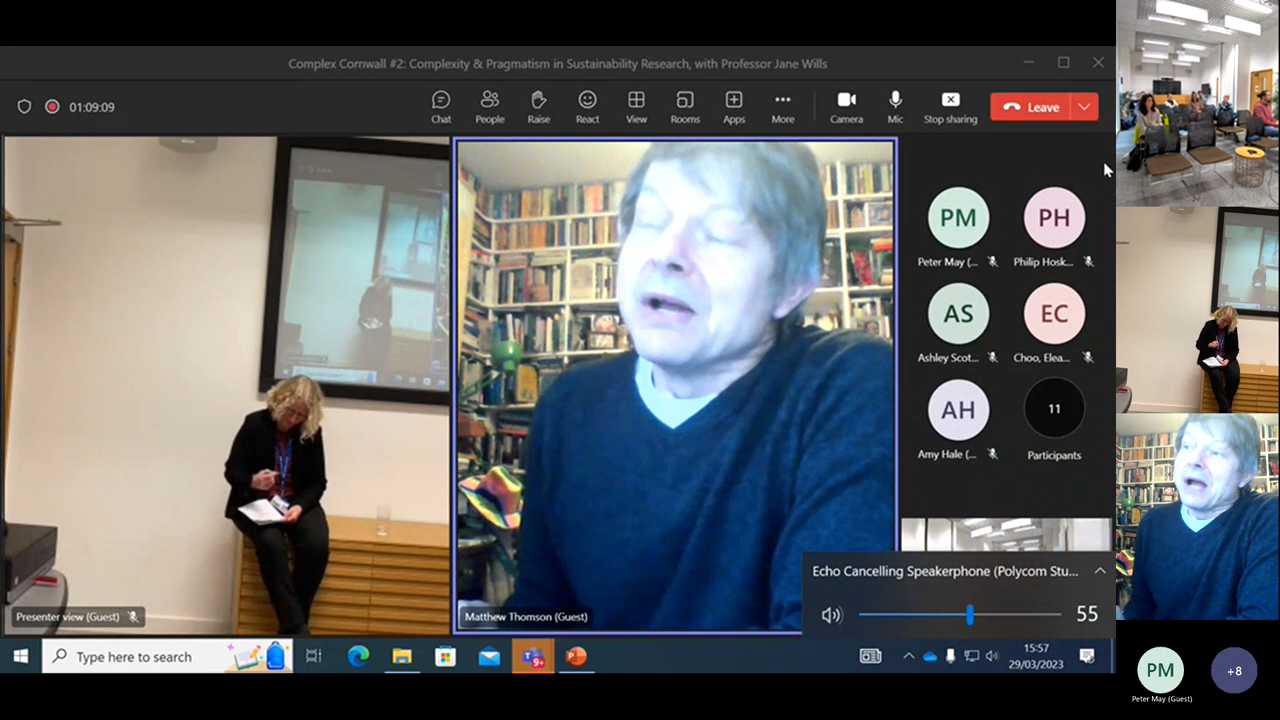 Complex Cornwall #2: Complexity & Pragmatism in Sustainability Research, with Professor Jane Wills
01:09:09
Chat
People
Raise
React
View
Rooms
Apps
More
Camera
Mic
Stop sharing
Leave
PM
PH
Peter May (...
Philip Hosk...
AS
EC
Ashley Scot...
Choo, Elea...
AH
11
Amy Hale (...
Participants
Echo Cancelling Speakerphone (Polycom Stu...
55
Presenter view (Guest)
Matthew Thomson (Guest)
Type here to search
9+
15:57
29/03/2023
PM
+8
Peter May (Guest)